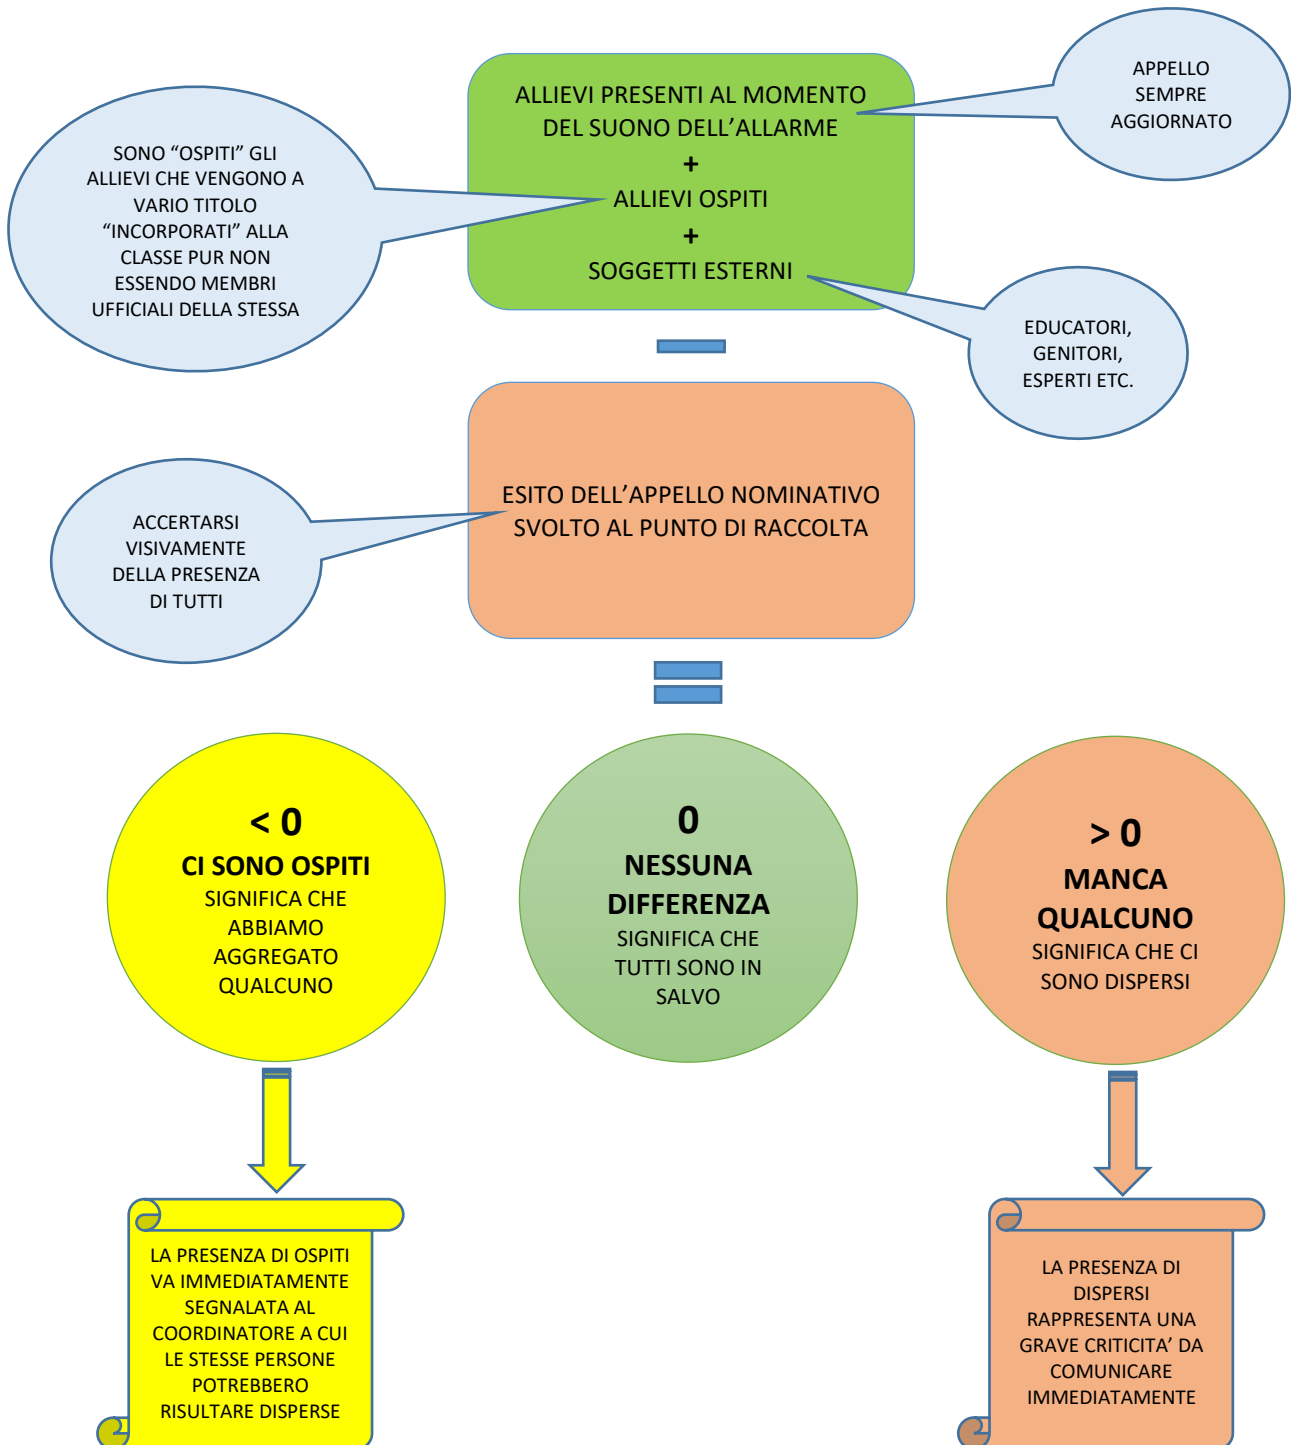 ALLIEVI PRESENTI AL MOMENTO
DEL SUONO DELL’ALLARME
+
ALLIEVI OSPITI
+
SOGGETTI ESTERNI
APPELLO
SEMPRE
AGGIORNATO
SONO “OSPITI” GLI
ALLIEVI CHE VENGONO A
VARIO TITOLO
“INCORPORATI” ALLA
CLASSE PUR NON
ESSENDO MEMBRI
UFFICIALI DELLA STESSA
EDUCATORI,
GENITORI,
ESPERTI ETC.
ESITO DELL’APPELLO NOMINATIVO
SVOLTO AL PUNTO DI RACCOLTA
ACCERTARSI
VISIVAMENTE
DELLA PRESENZA
DI TUTTI
< 0
CI SONO OSPITI
SIGNIFICA CHE
ABBIAMO
AGGREGATO
QUALCUNO
0
NESSUNA
DIFFERENZA
SIGNIFICA CHE
TUTTI SONO IN
SALVO
> 0
MANCA
QUALCUNO
SIGNIFICA CHE CI
SONO DISPERSI
LA PRESENZA DI OSPITI
VA IMMEDIATAMENTE
SEGNALATA AL
COORDINATORE A CUI
LE STESSE PERSONE
POTREBBERO
RISULTARE DISPERSE
LA PRESENZA DI
DISPERSI
RAPPRESENTA UNA
GRAVE CRITICITA’ DA
COMUNICARE
IMMEDIATAMENTE